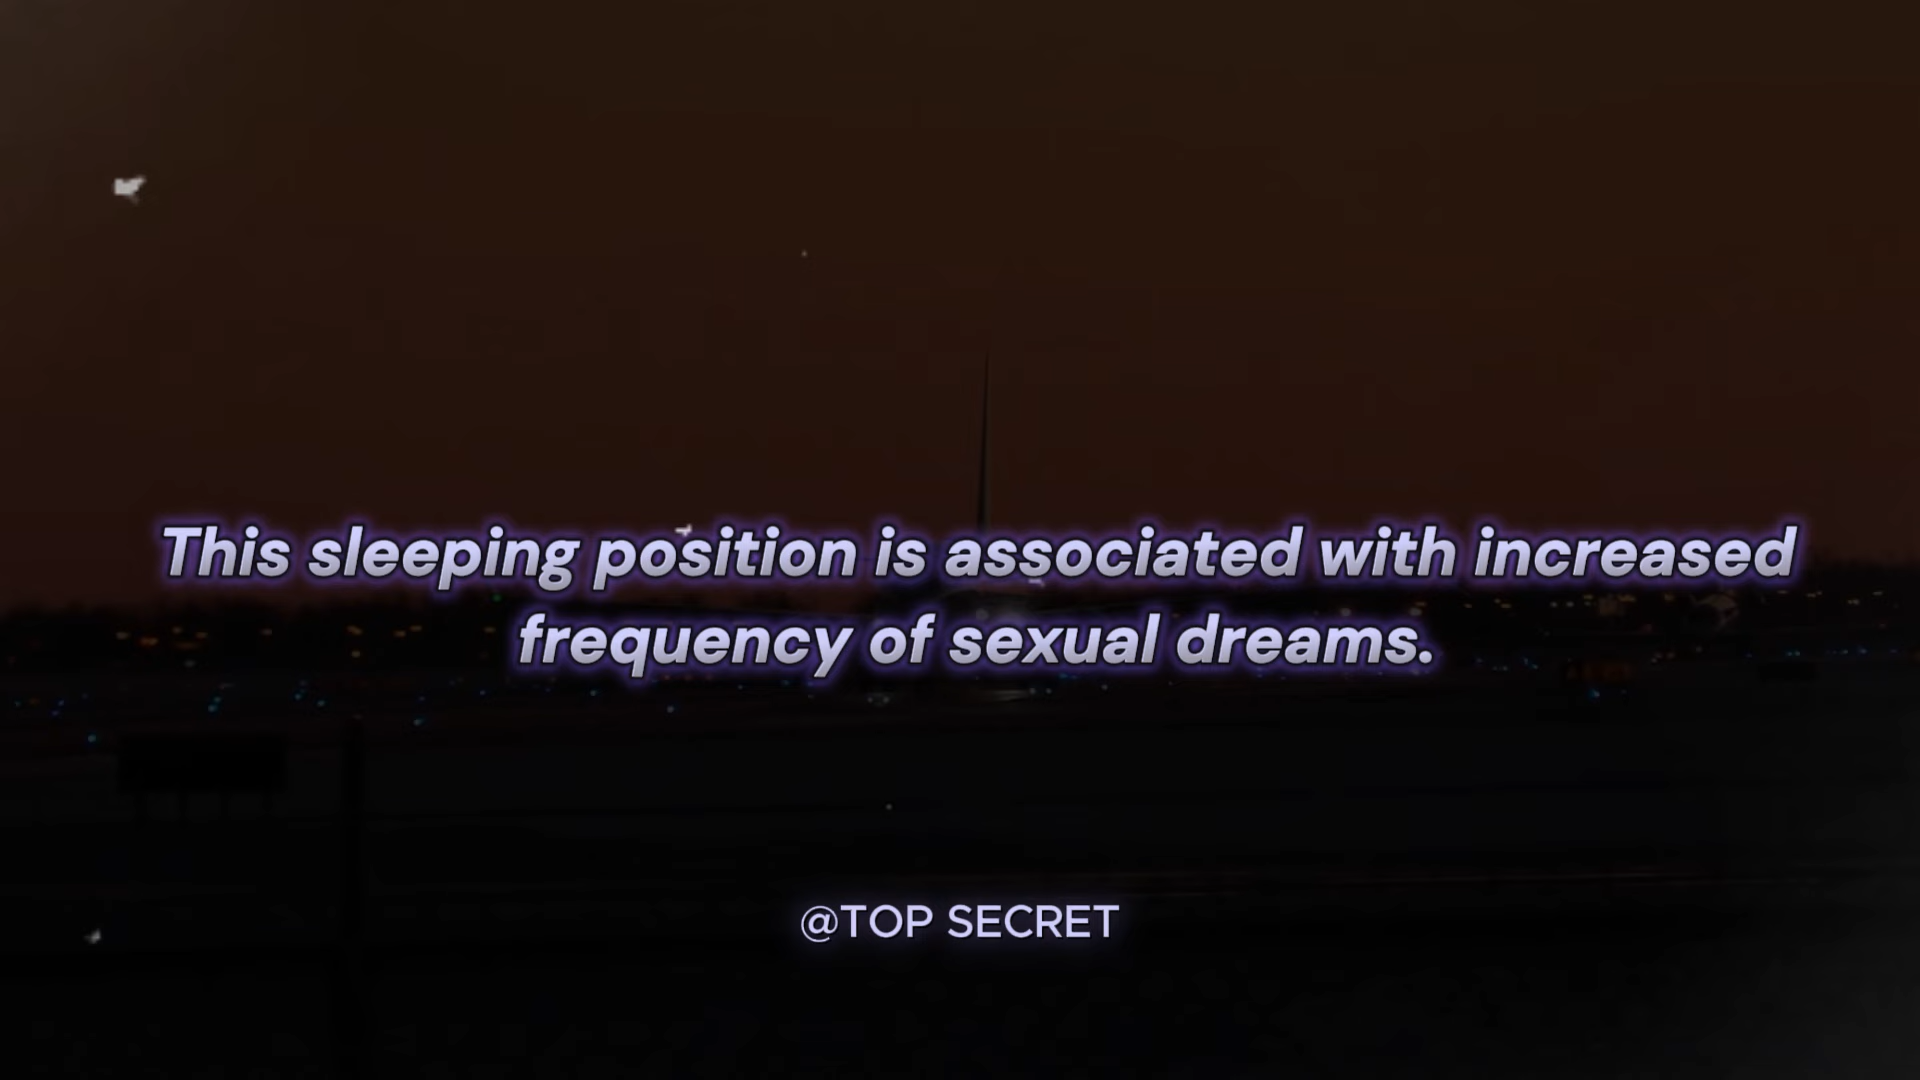 This sleeping position is associated with increased
frequency of sexual dreams.
@TOP SECRET